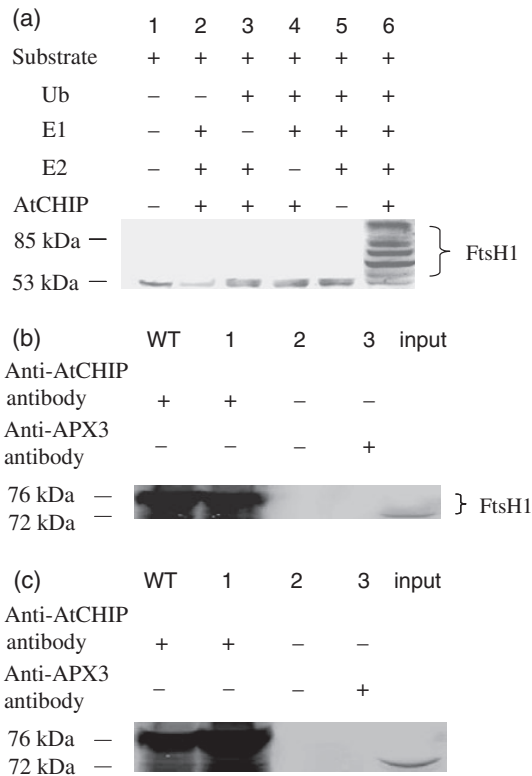 (a)
1 2 3 4 5 6
Substrate + + + + + +
Ub – – + + + +
E1 – + – + + +
E2 – + + – + +
AtCHIP – + + + – +
85 kDa —
FtsH1
53 kDa —
(b)
WT 1 2 3 input
Anti-AtCHIP
antibody + + – –
Anti-APX3
antibody – – – +
76 kDa —
FtsH1
72 kDa —
(c)
WT 1 2 3 input
Anti-AtCHIP
antibody + + – –
Anti-APX3
antibody – – – +
76 kDa —
72 kDa —